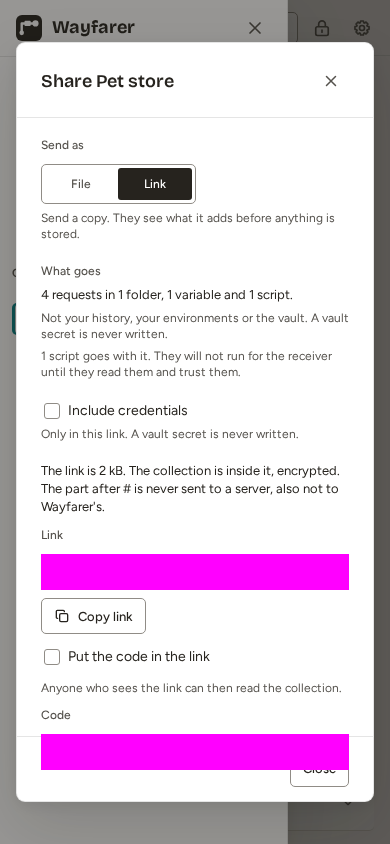 Wayfarer
Share Pet store
Send as
File
Link
Send a copy. They see what it adds before anything is
stored.
What goes
4 requests in 1 folder, 1 variable and 1 script.
Not your history, your environments or the vault. A vault
secret is never written.
1 script goes with it. They will not run for the receiver
until they read them and trust them.
Include credentials
Only in this link. A vault secret is never written.
The link is 2 kB. The collection is inside it, encrypted.
The part after # is never sent to a server, also not to
Wayfarer's.
Link
Copy link
Put the code in the link
Anyone who sees the link can then read the collection.
Code
Close